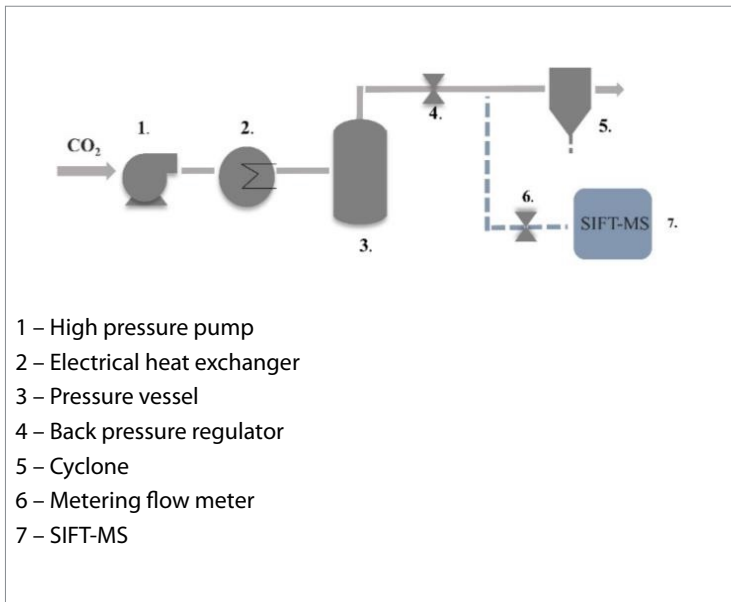 CO₂
1.
2.
3.
4.
5.
6.
SIFT-MS
7.
1 – High pressure pump
2 – Electrical heat exchanger
3 – Pressure vessel
4 – Back pressure regulator
5 – Cyclone
6 – Metering flow meter
7 – SIFT-MS